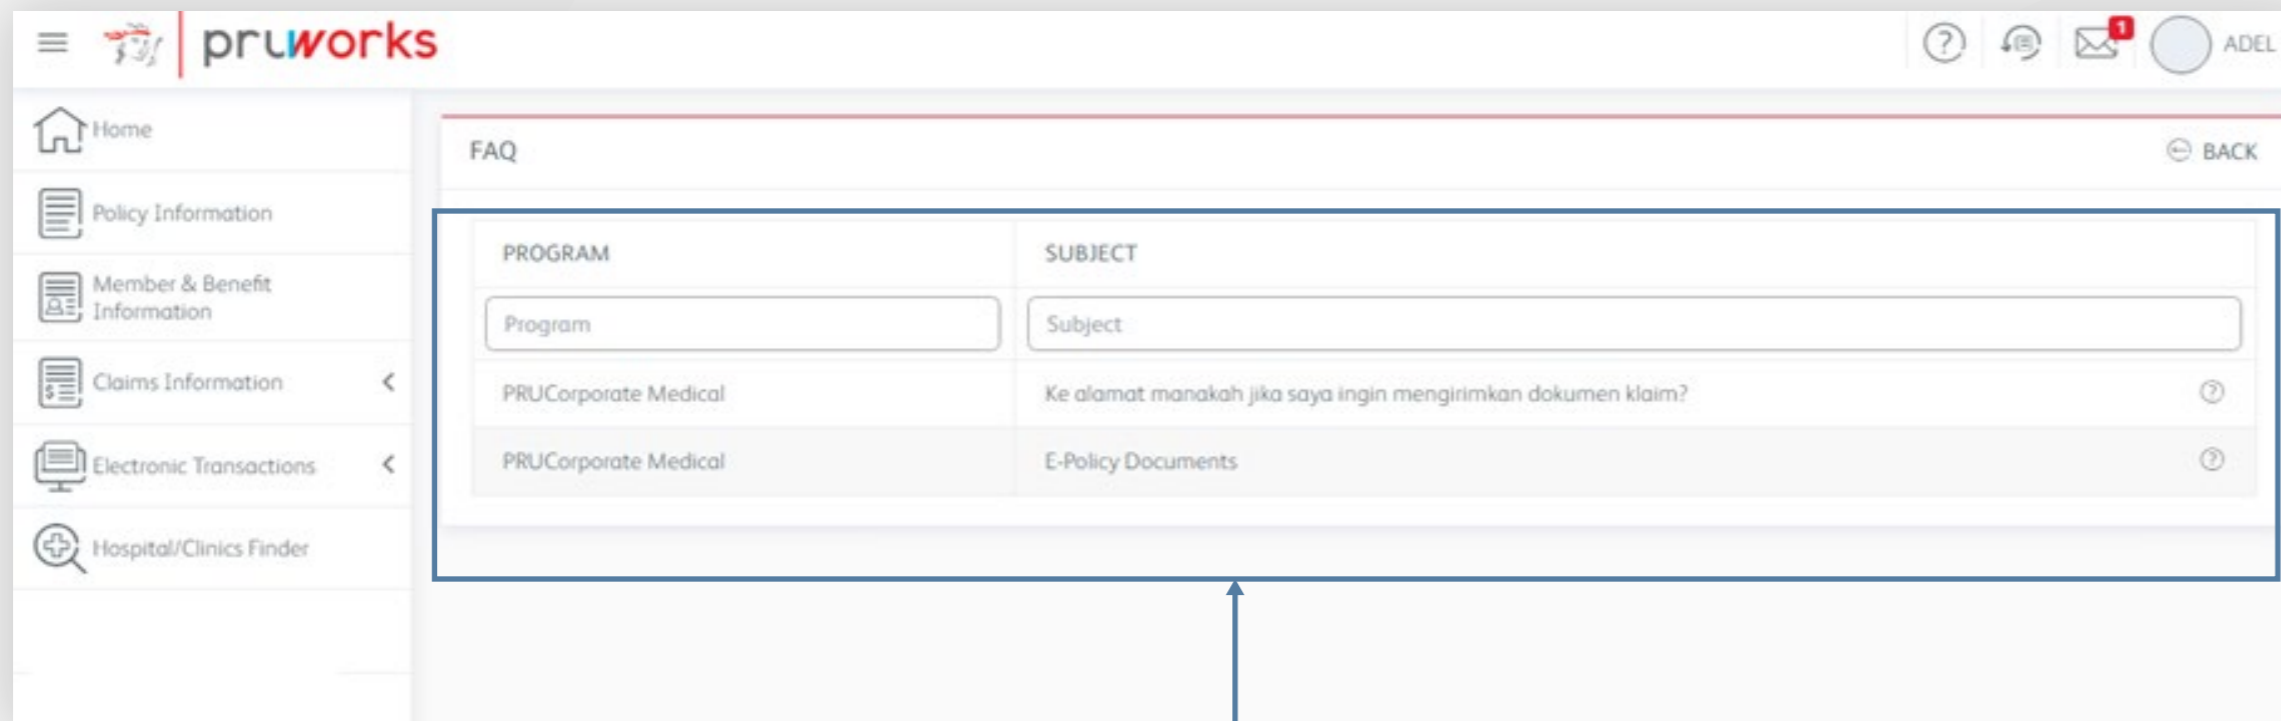 pruworks
1
ADEL
Home
Policy Information
Member & Benefit
Information
Claims Information
Electronic Transactions
Hospital/Clinics Finder
FAQ
BACK
PROGRAM SUBJECT
Program Subject
PRUCorporate Medical Ke alamat manakah jika saya ingin mengirimkan dokumen klaim?
PRUCorporate Medical E-Policy Documents